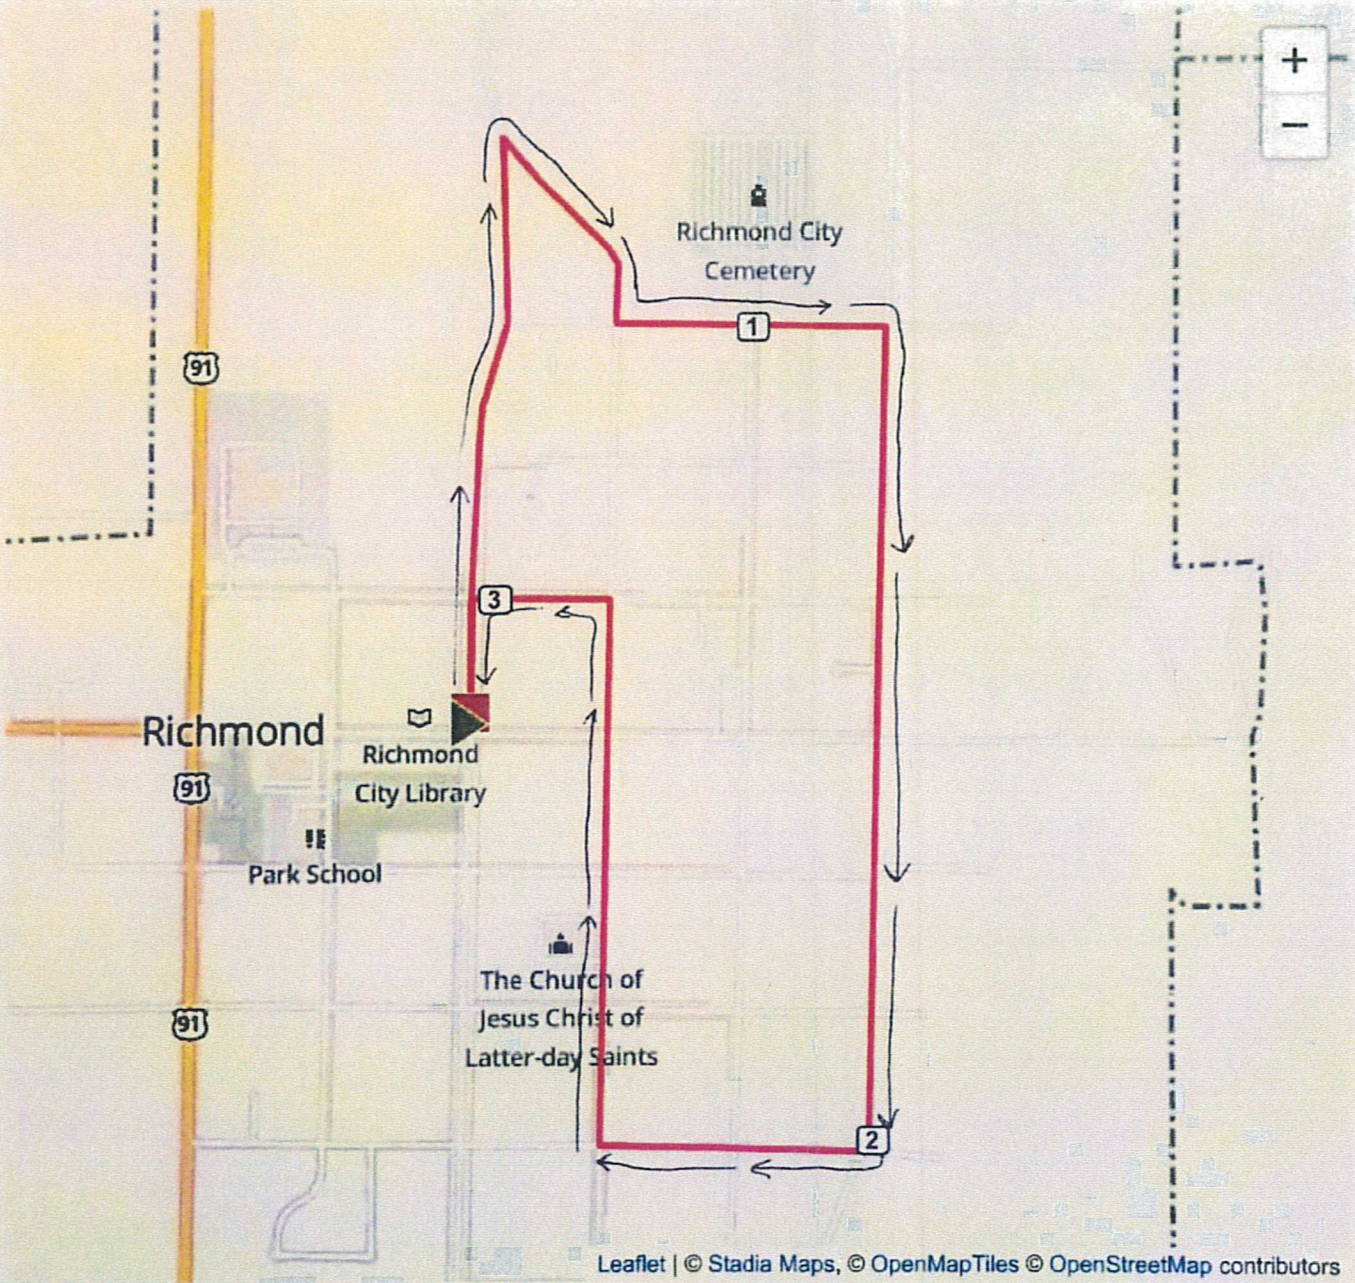 +
−
Richmond City
Cemetery
1
91
3
Richmond
91
Richmond
City Library
Park School
The Church of
Jesus Christ of
Latter-day Saints
91
2
Leaflet | © Stadia Maps, © OpenMapTiles © OpenStreetMap contributors